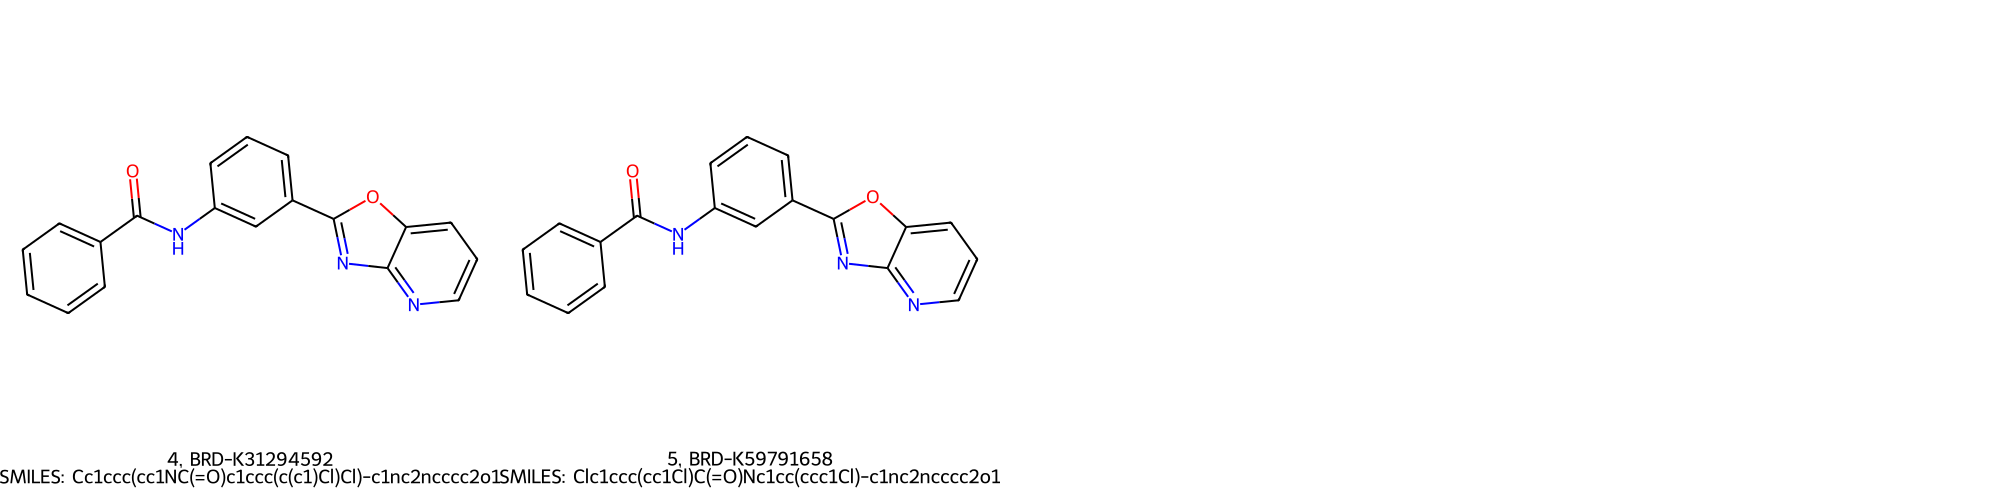 O
N
H
O
N
N
O
N
H
O
N
N
4, BRD-K31294592
SMILES: Cc1ccc(cc1NC(=O)c1ccc(c(c1)Cl)Cl)-c1nc2ncccc2o1
5, BRD-K59791658
SMILES: Clc1ccc(cc1Cl)C(=O)Nc1cc(ccc1Cl)-c1nc2ncccc2o1